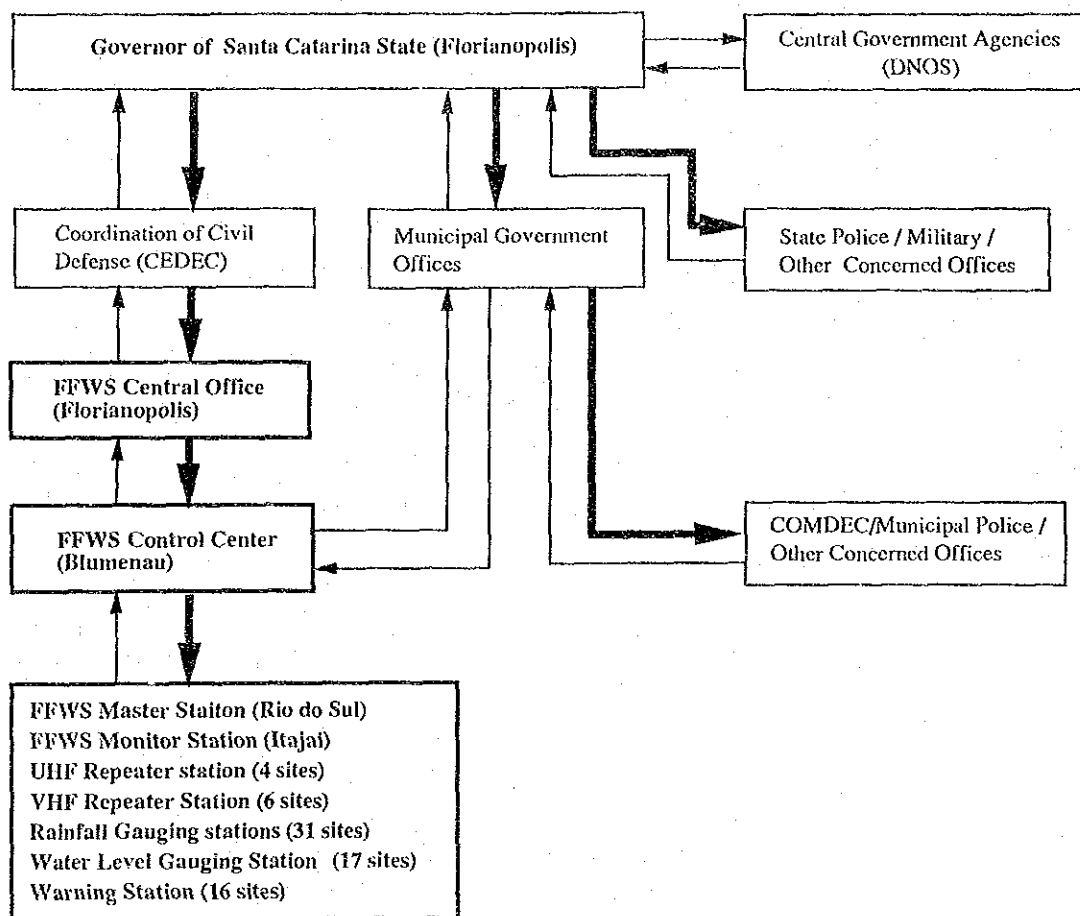 Governor of Santa Catarina State (Florianopolis)
Central Government Agencies
(DNOS)
Coordination of Civil
Defense (CEDEC)
Municipal Government
Offices
State Police / Military /
Other Concerned Offices
FFWS Central Office
(Florianopolis)
FFWS Control Center
(Blumenau)
COMDEC/Municipal Police /
Other Concerned Offices
FFWS Master Staiton (Rio do Sul)
FFWS Monitor Station (Itajai)
UHF Repeater station (4 sites)
VHF Repeater Station (6 sites)
Rainfall Gauging stations (31 sites)
Water Level Gauging Station (17 sites)
Warning Station (16 sites)